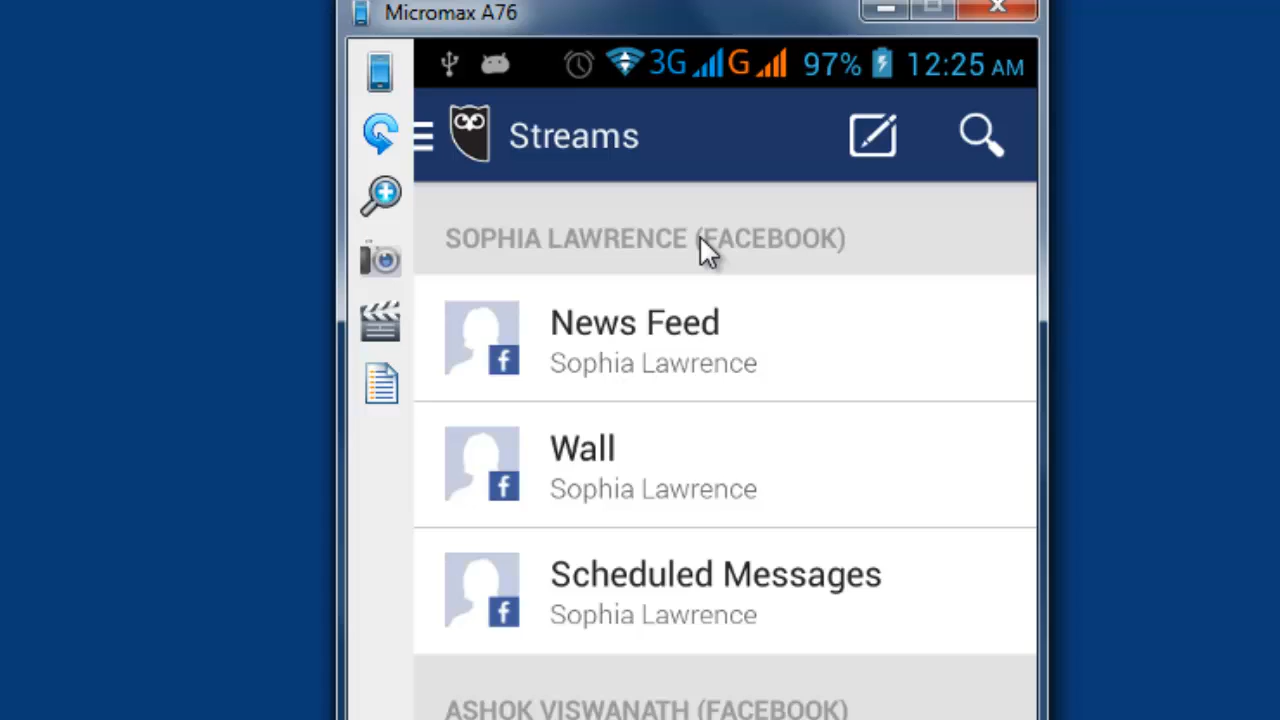 Micromax A76
3G G 97% 12:25 AM
Streams
SOPHIA LAWRENCE (FACEBOOK)
News Feed
Sophia Lawrence
Wall
Sophia Lawrence
Scheduled Messages
Sophia Lawrence
ASHOK VISWANATH (FACEBOOK)